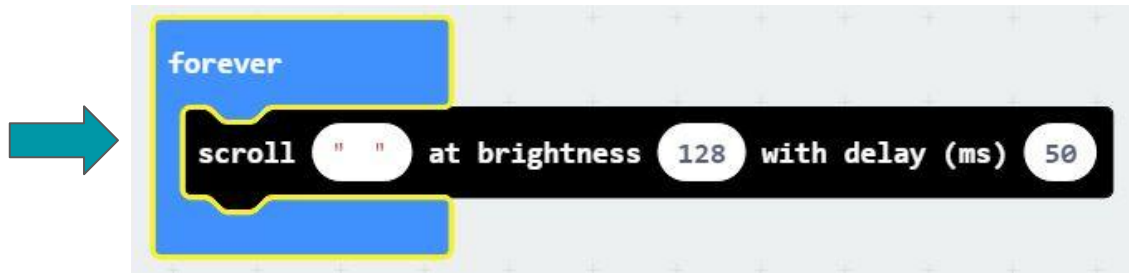 forever
scroll " " at brightness 128 with delay (ms) 50